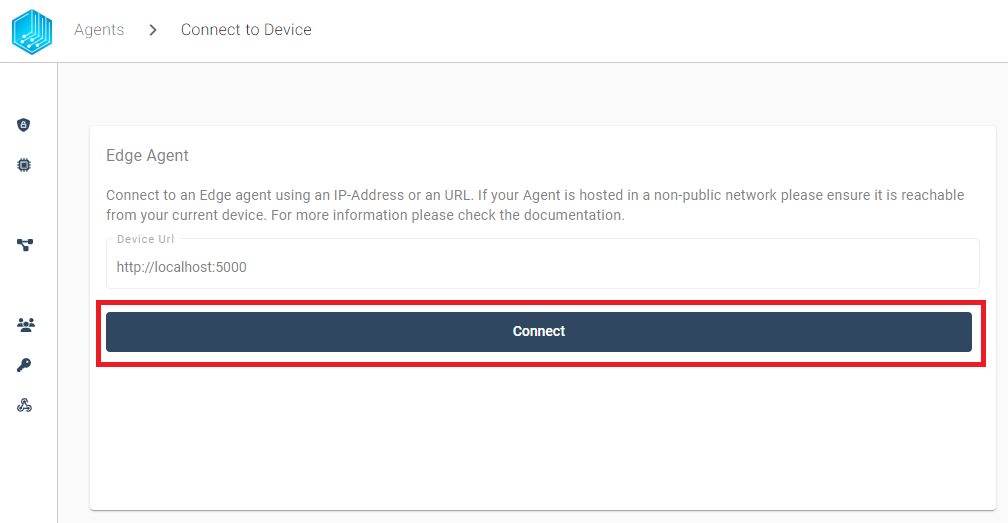 Agents
Connect to Device
Edge Agent
Connect to an Edge agent using an IP-Address or an URL. If your Agent is hosted in a non-public network please ensure it is reachable
from your current device. For more information please check the documentation.
Device Url
http://localhost:5000
Connect